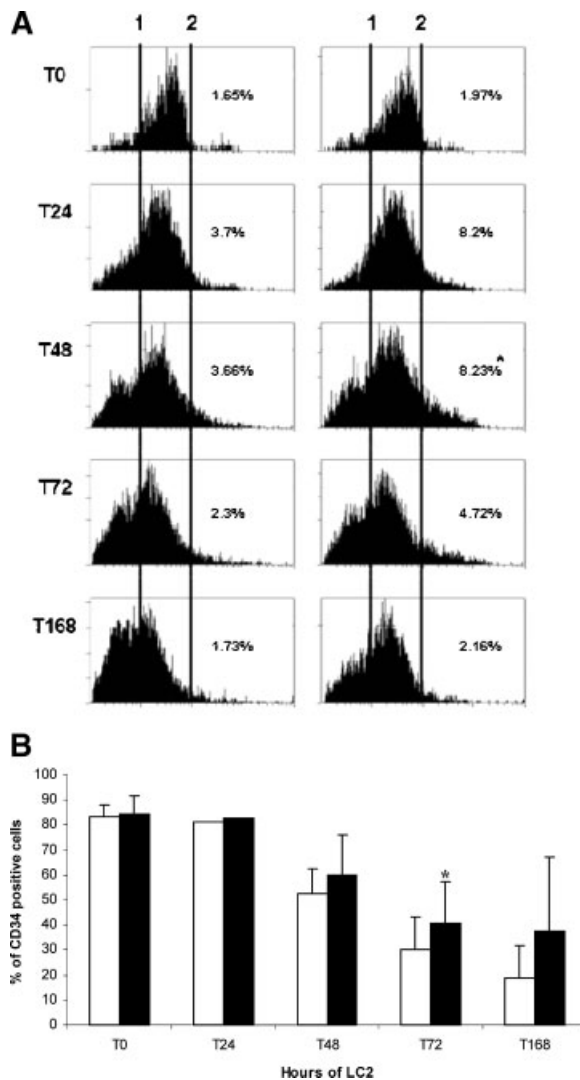 A
1 2 1 2
T0 1.65% 1.97%
T24 3.7% 8.2%
T48 3.66% 8.23%*
T72 2.3% 4.72%
T168 1.73% 2.16%
B
% of CD34 positive cells
100
90
80
70
60
50
40
30
20
10
0
*
T0 T24 T48 T72 T168
Hours of LC2